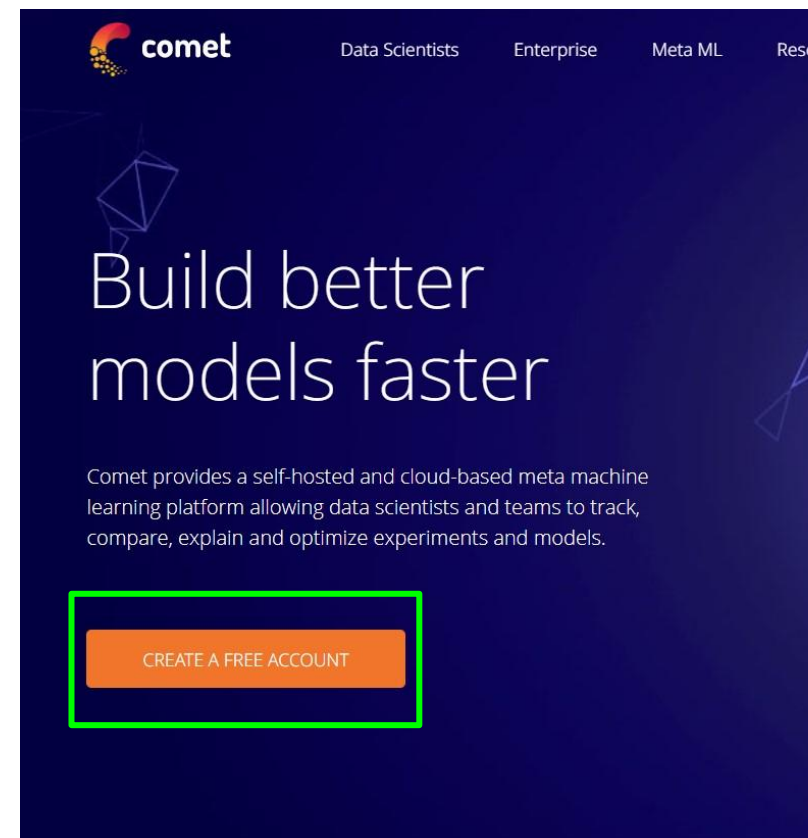 comet Data Scientists Enterprise Meta ML
Build better
models faster
Comet provides a self-hosted and cloud-based meta machine
learning platform allowing data scientists and teams to track,
compare, explain and optimize experiments and models.
CREATE A FREE ACCOUNT